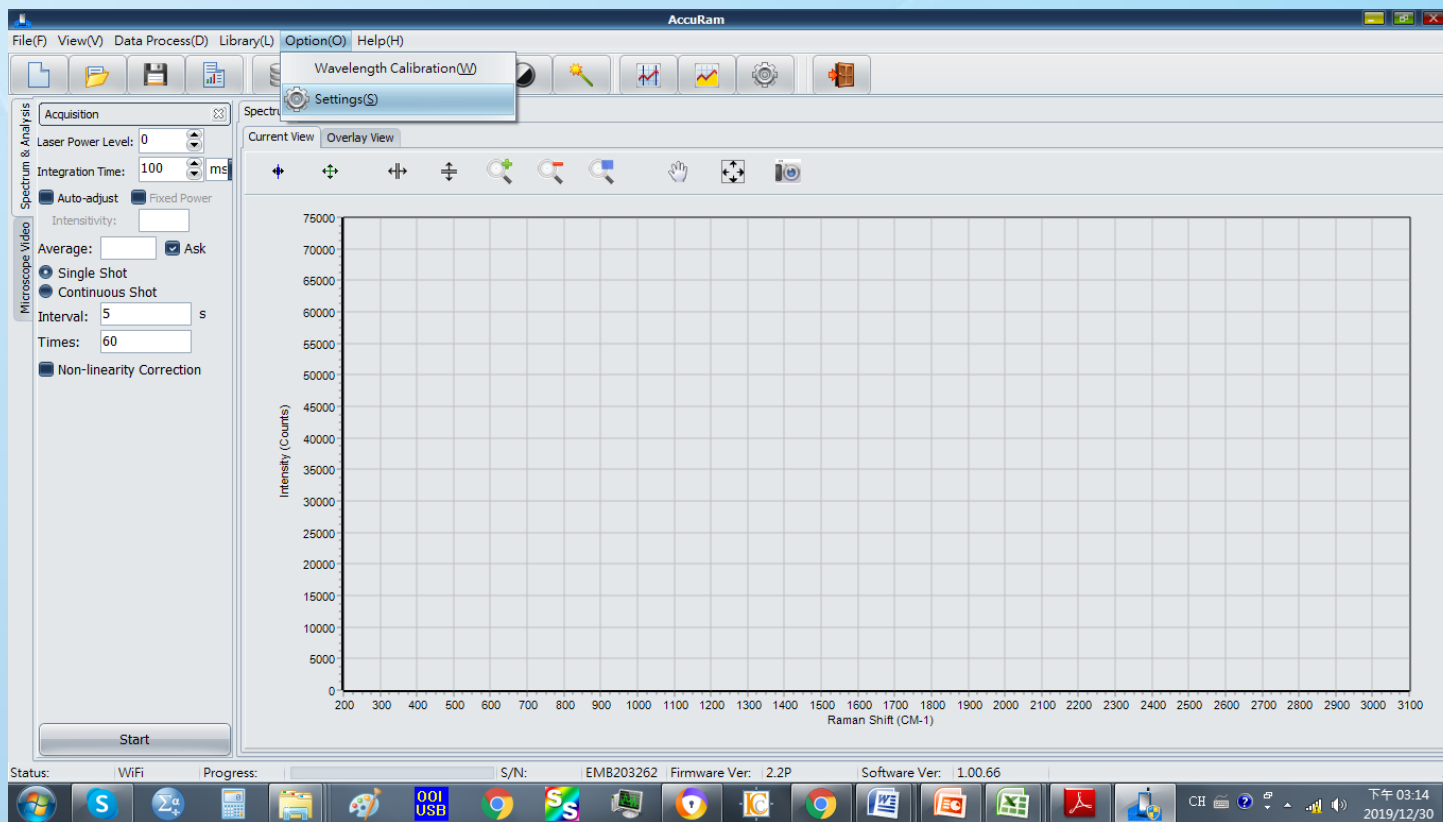 AccuRam
File(F) View(V) Data Process(D) Library(L) Option(O) Help(H)
Wavelength Calibration(W)
Settings(S)
Spectrum & Analysis
Microscope Video
Acquisition
Laser Power Level: 0
Integration Time: 100 ms
Auto-adjust Fixed Power
Intensitivity:
Average: Ask
Single Shot
Continuous Shot
Interval: 5 s
Times: 60
Non-linearity Correction
Start
Current View Overlay View
75000
70000
65000
60000
55000
50000
45000
40000
35000
30000
25000
20000
15000
10000
5000
0
Intensity (Counts)
200 300 400 500 600 700 800 900 1000 1100 1200 1300 1400 1500 1600 1700 1800 1900 2000 2100 2200 2300 2400 2500 2600 2700 2800 2900 3000 3100
Raman Shift (CM-1)
Status: WiFi Progress: S/N: EMB203262 Firmware Ver: 2.2P Software Ver: 1.00.66
OOI
USB
CH
下午 03:14
2019/12/30